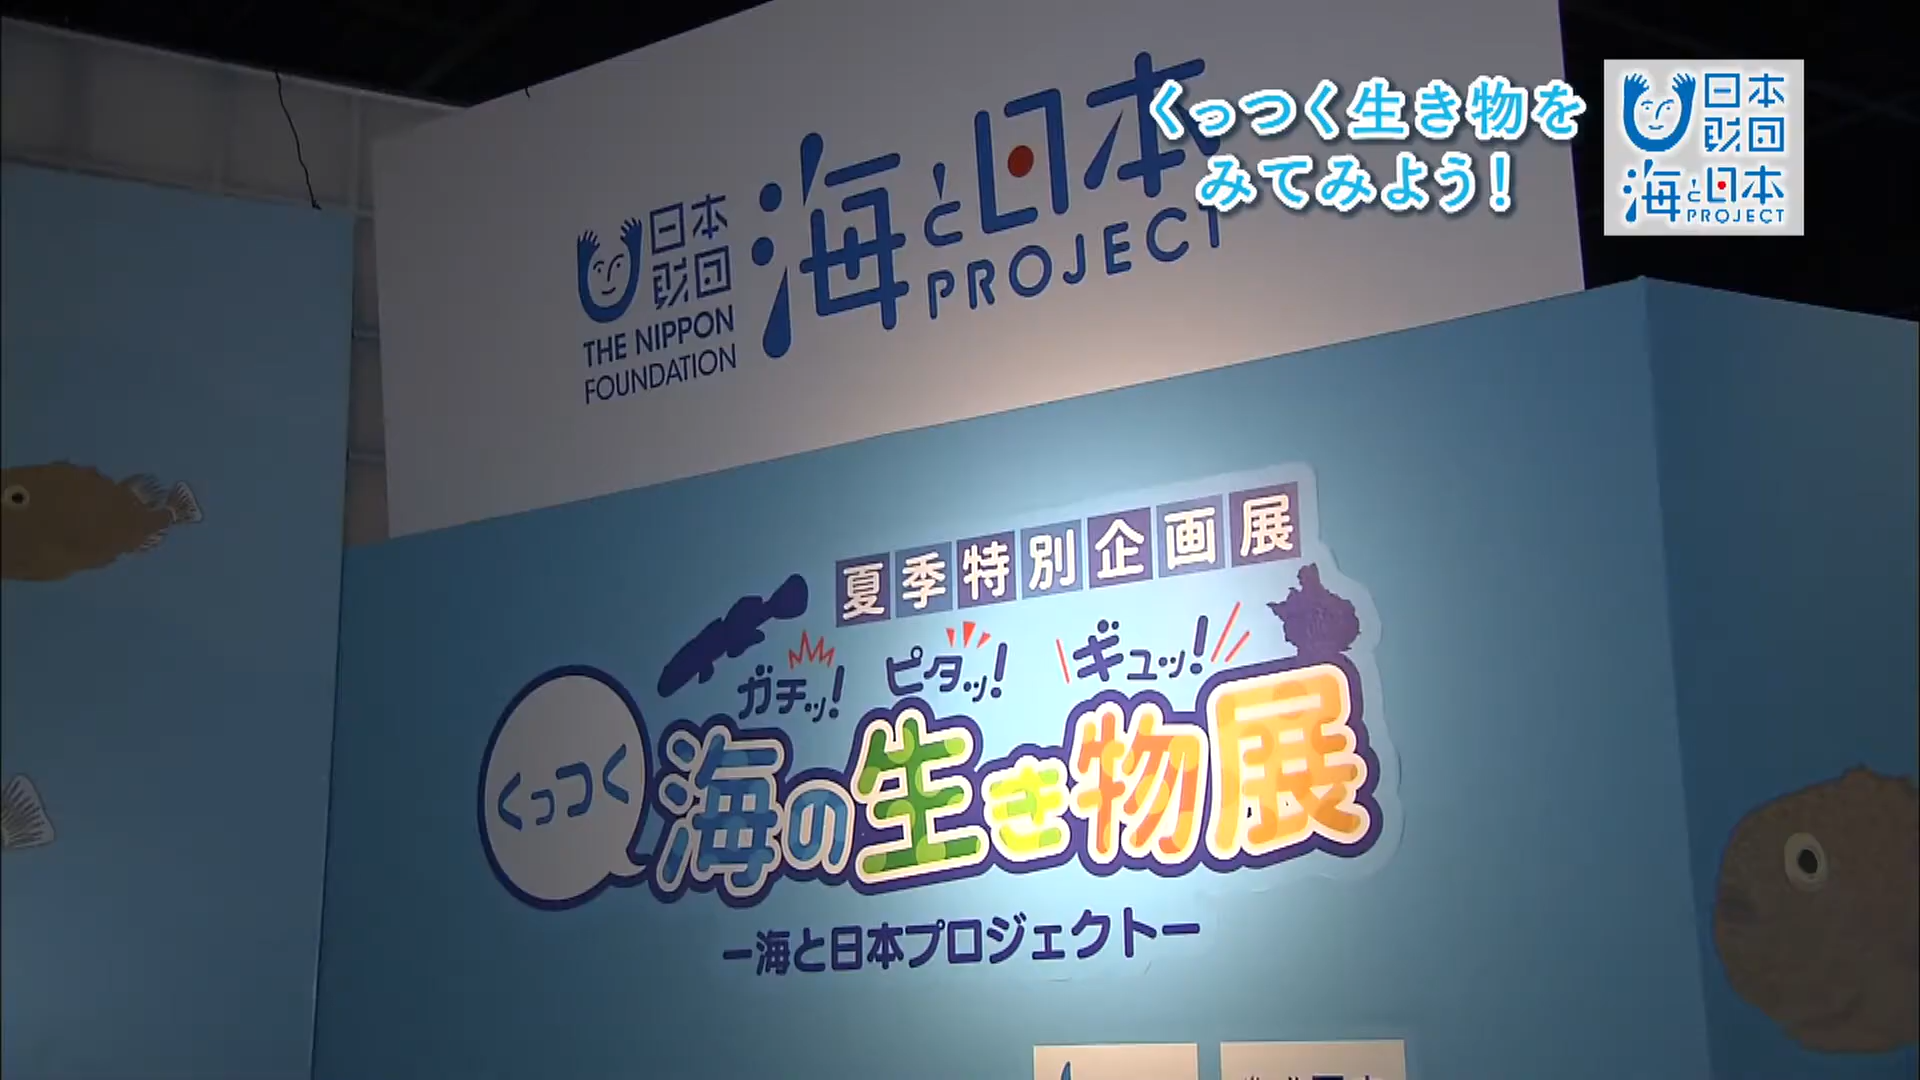 くっつく生き物を
みてみよう!
日本
財団
海と日本
PROJECT
日本
財団
THE NIPPON
FOUNDATION
海と日本
PROJECT
夏季特別企画展
ガチッ! ピタッ! ギュッ!
くっつく 海の生き物展
ー海と日本プロジェクトー